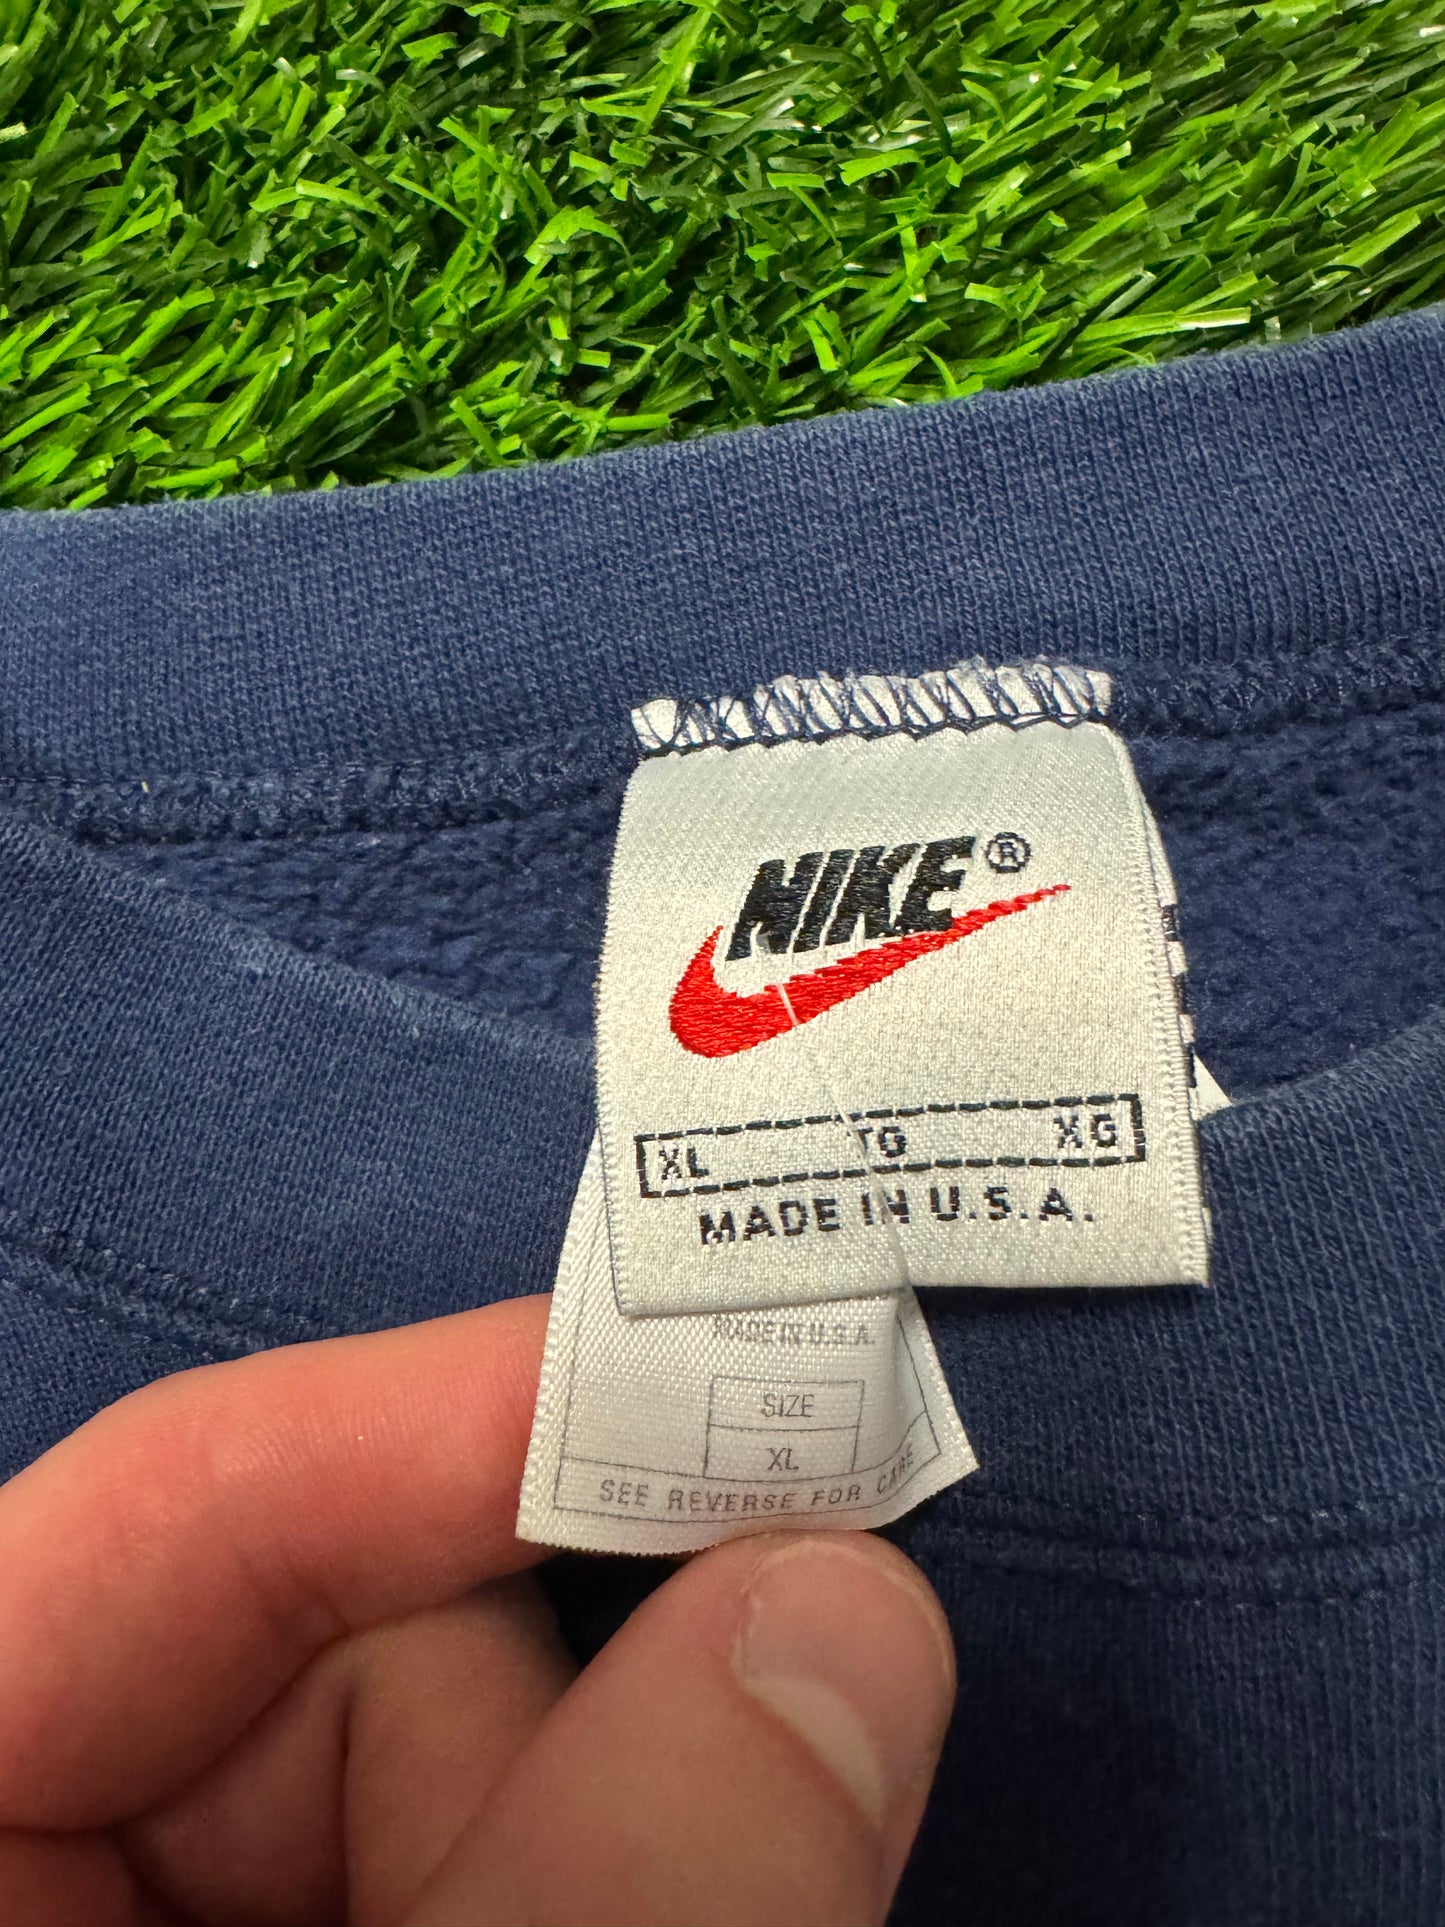 NIKE®
XL TG XG
MADE IN U.S.A.
MADE IN U.S.A.
SIZE
XL
SEE REVERSE FOR CARE